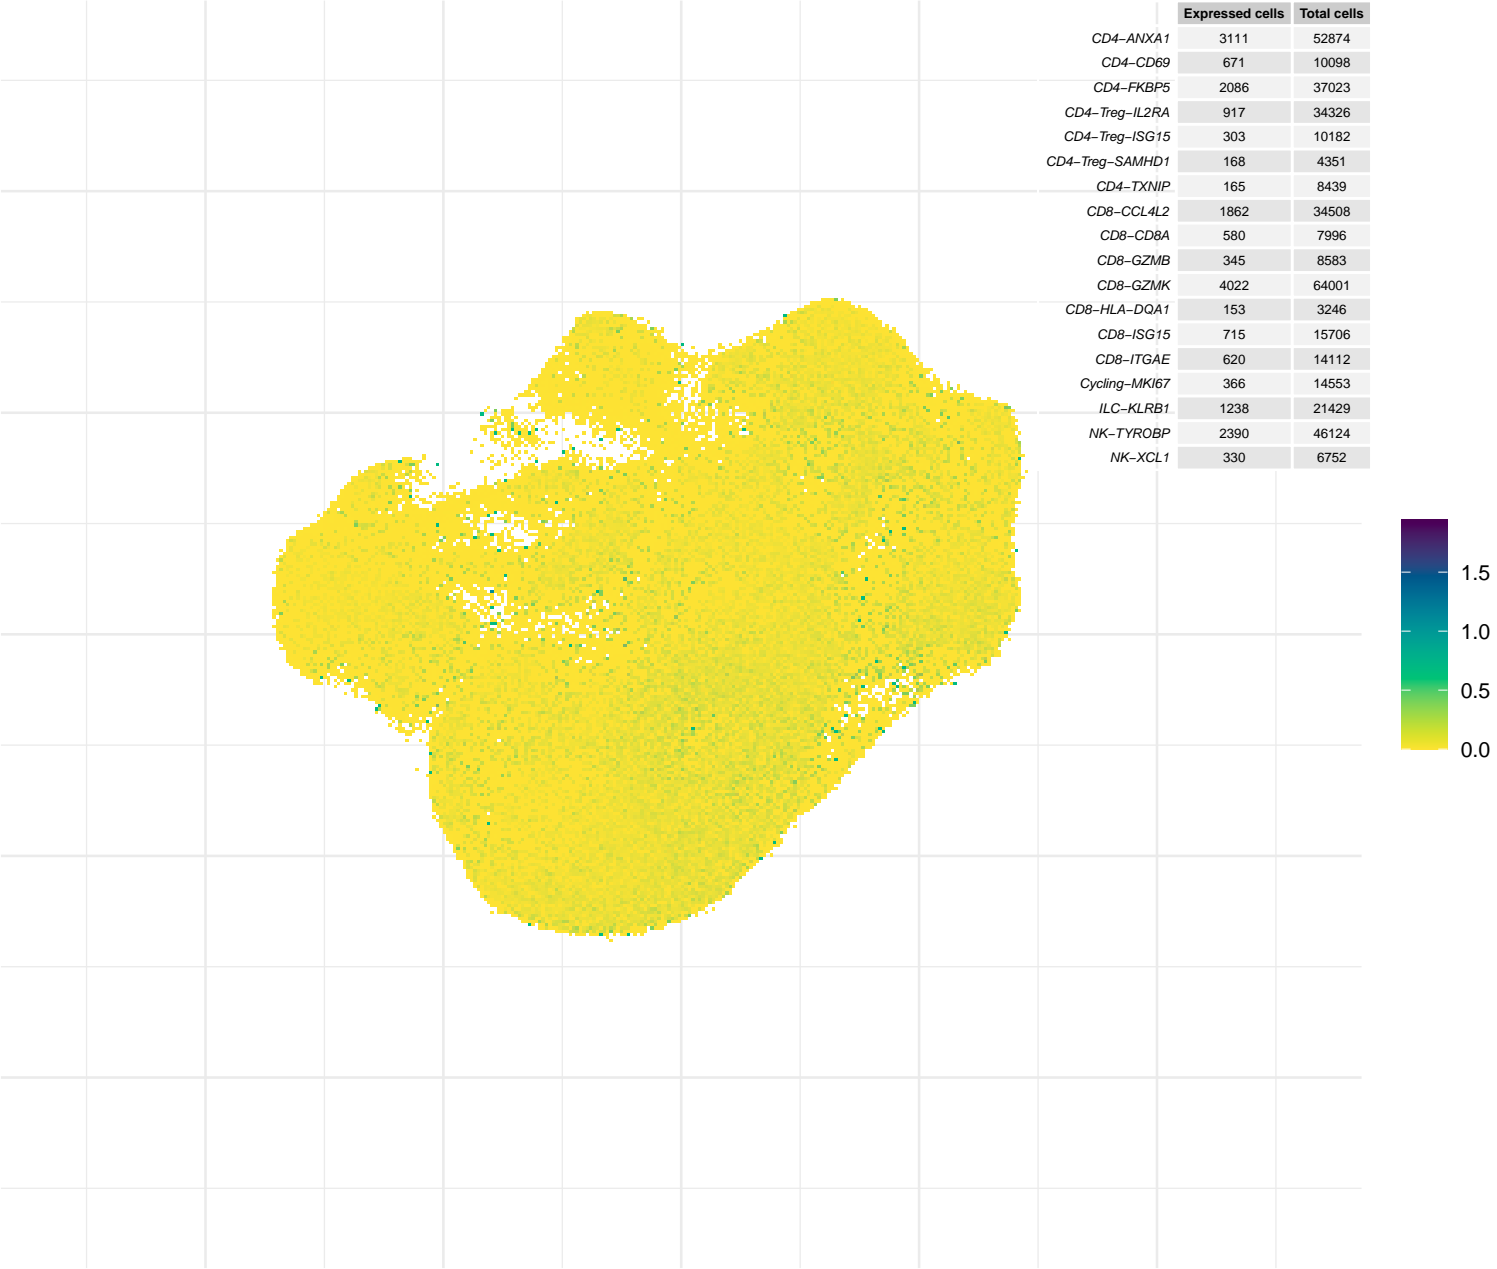 Expressed cells Total cells
CD4−ANXA1 3111 52874
CD4−CD69 671 10098
CD4−FKBP5 2086 37023
CD4−Treg−IL2RA 917 34326
CD4−Treg−ISG15 303 10182
CD4−Treg−SAMHD1 168 4351
CD4−TXNIP 165 8439
CD8−CCL4L2 1862 34508
CD8−CD8A 580 7996
CD8−GZMB 345 8583
CD8−GZMK 4022 64001
CD8−HLA−DQA1 153 3246
CD8−ISG15 715 15706
CD8−ITGAE 620 14112
Cycling−MKI67 366 14553
ILC−KLRB1 1238 21429
NK−TYROBP 2390 46124
NK−XCL1 330 6752
1.5
1.0
0.5
0.0